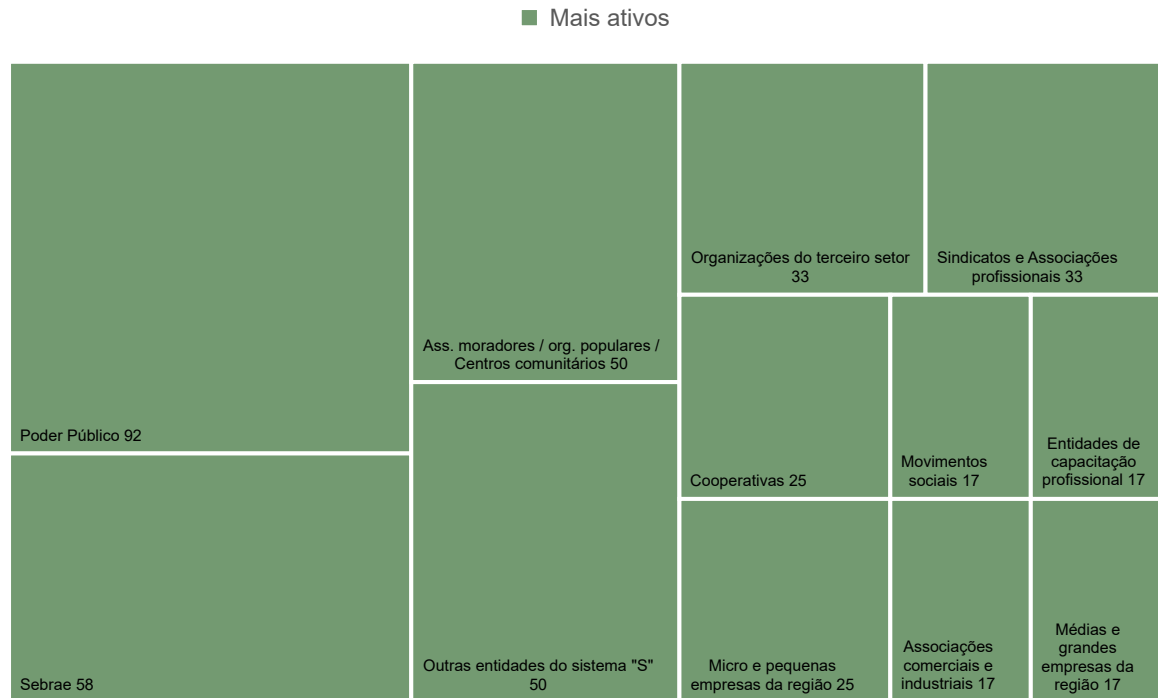 Mais ativos
Poder Público 92
Sebrae 58
Ass. moradores / org. populares /
Centros comunitários 50
Outras entidades do sistema "S"
50
Organizações do terceiro setor
33
Sindicatos e Associações
profissionais 33
Cooperativas 25
Movimentos
sociais 17
Entidades de
capacitação
profissional 17
Micro e pequenas
empresas da região 25
Associações
comerciais e
industriais 17
Médias e
grandes
empresas da
região 17